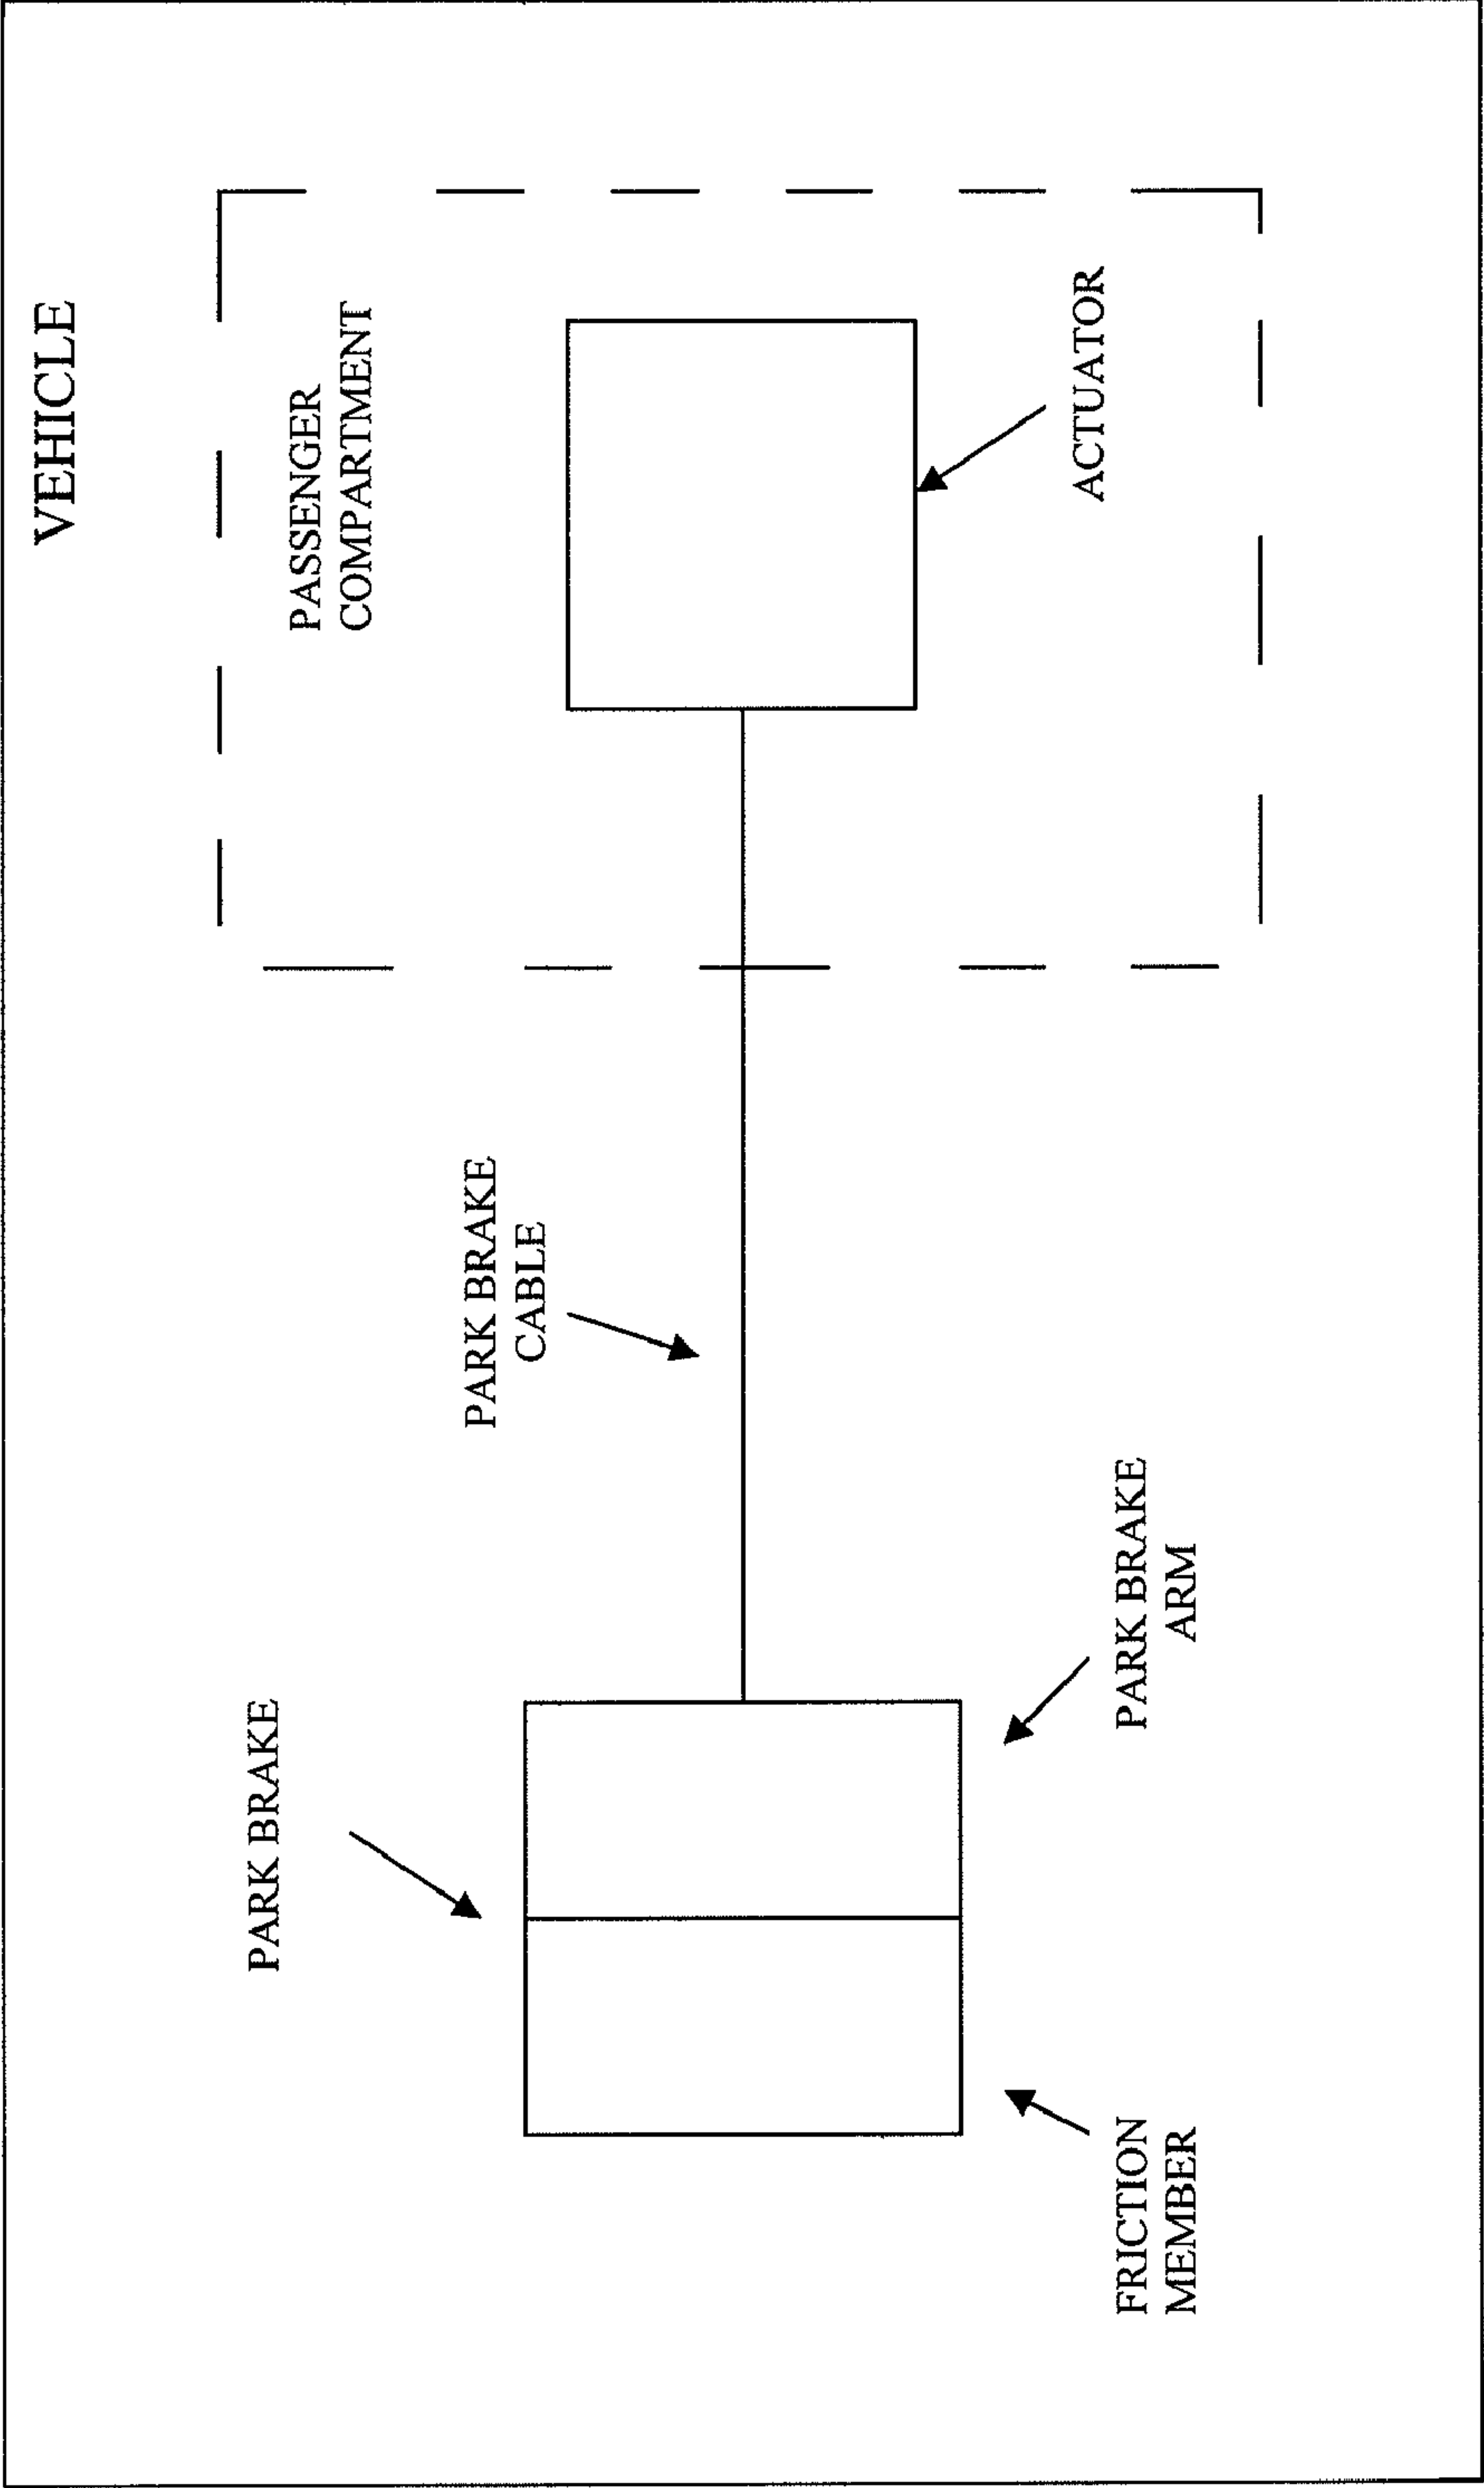 VEHICLE
PASSENGER
COMPARTMENT
ACTUATOR
PARK BRAKE
CABLE
PARK BRAKE
PARK BRAKE
ARM
FRICTION
MEMBER